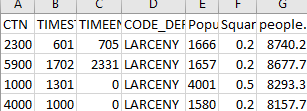 A B C D E F G
CTN TIMEST TIMEEN CODE_DEF Popu Squar people.
2300 601 705 LARCENY 1666 0.2 8740.2
5900 1702 2331 LARCENY 1657 0.2 8677.7
1000 1301 0 LARCENY 4001 0.5 8293.3
4000 1000 0 LARCENY 1580 0.2 8157